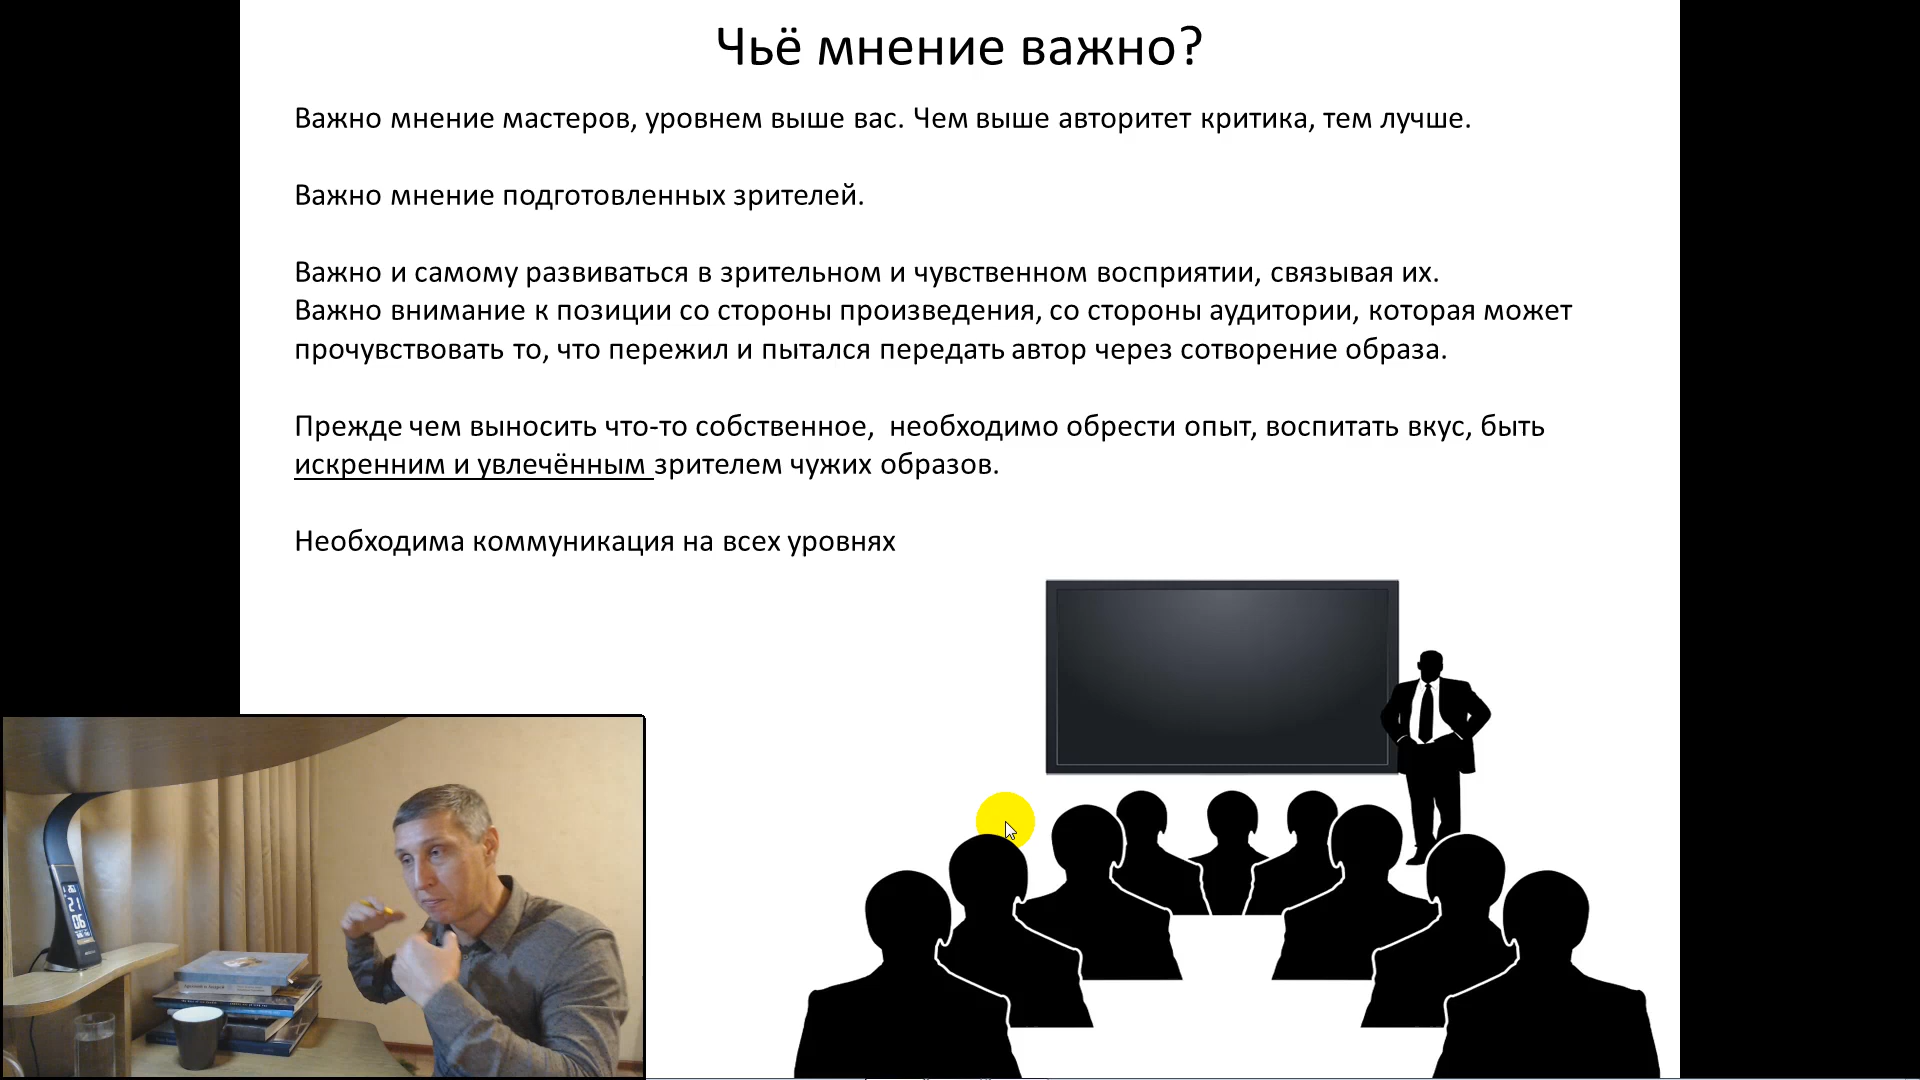 Чьё мнение важно?
Важно мнение мастеров, уровнем выше вас. Чем выше авторитет критика, тем лучше.
Важно мнение подготовленных зрителей.
Важно и самому развиваться в зрительном и чувственном восприятии, связывая их.
Важно внимание к позиции со стороны произведения, со стороны аудитории, которая может
прочувствовать то, что пережил и пытался передать автор через сотворение образа.
Прежде чем выносить что-то собственное,  необходимо обрести опыт, воспитать вкус, быть
искренним и увлечённым зрителем чужих образов.
Необходима коммуникация на всех уровнях
21
06